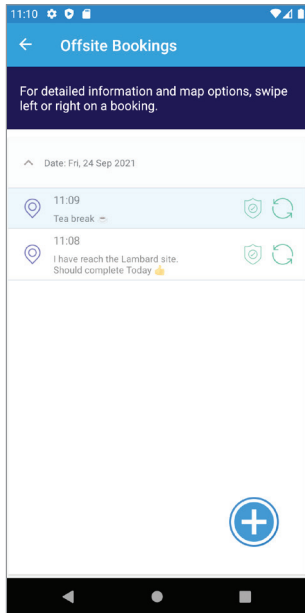 11:10
Offsite Bookings
For detailed information and map options, swipe
left or right on a booking.
Date: Fri, 24 Sep 2021
11:09
Tea break ☕
11:08
I have reach the Lambard site.
Should complete Today 👍